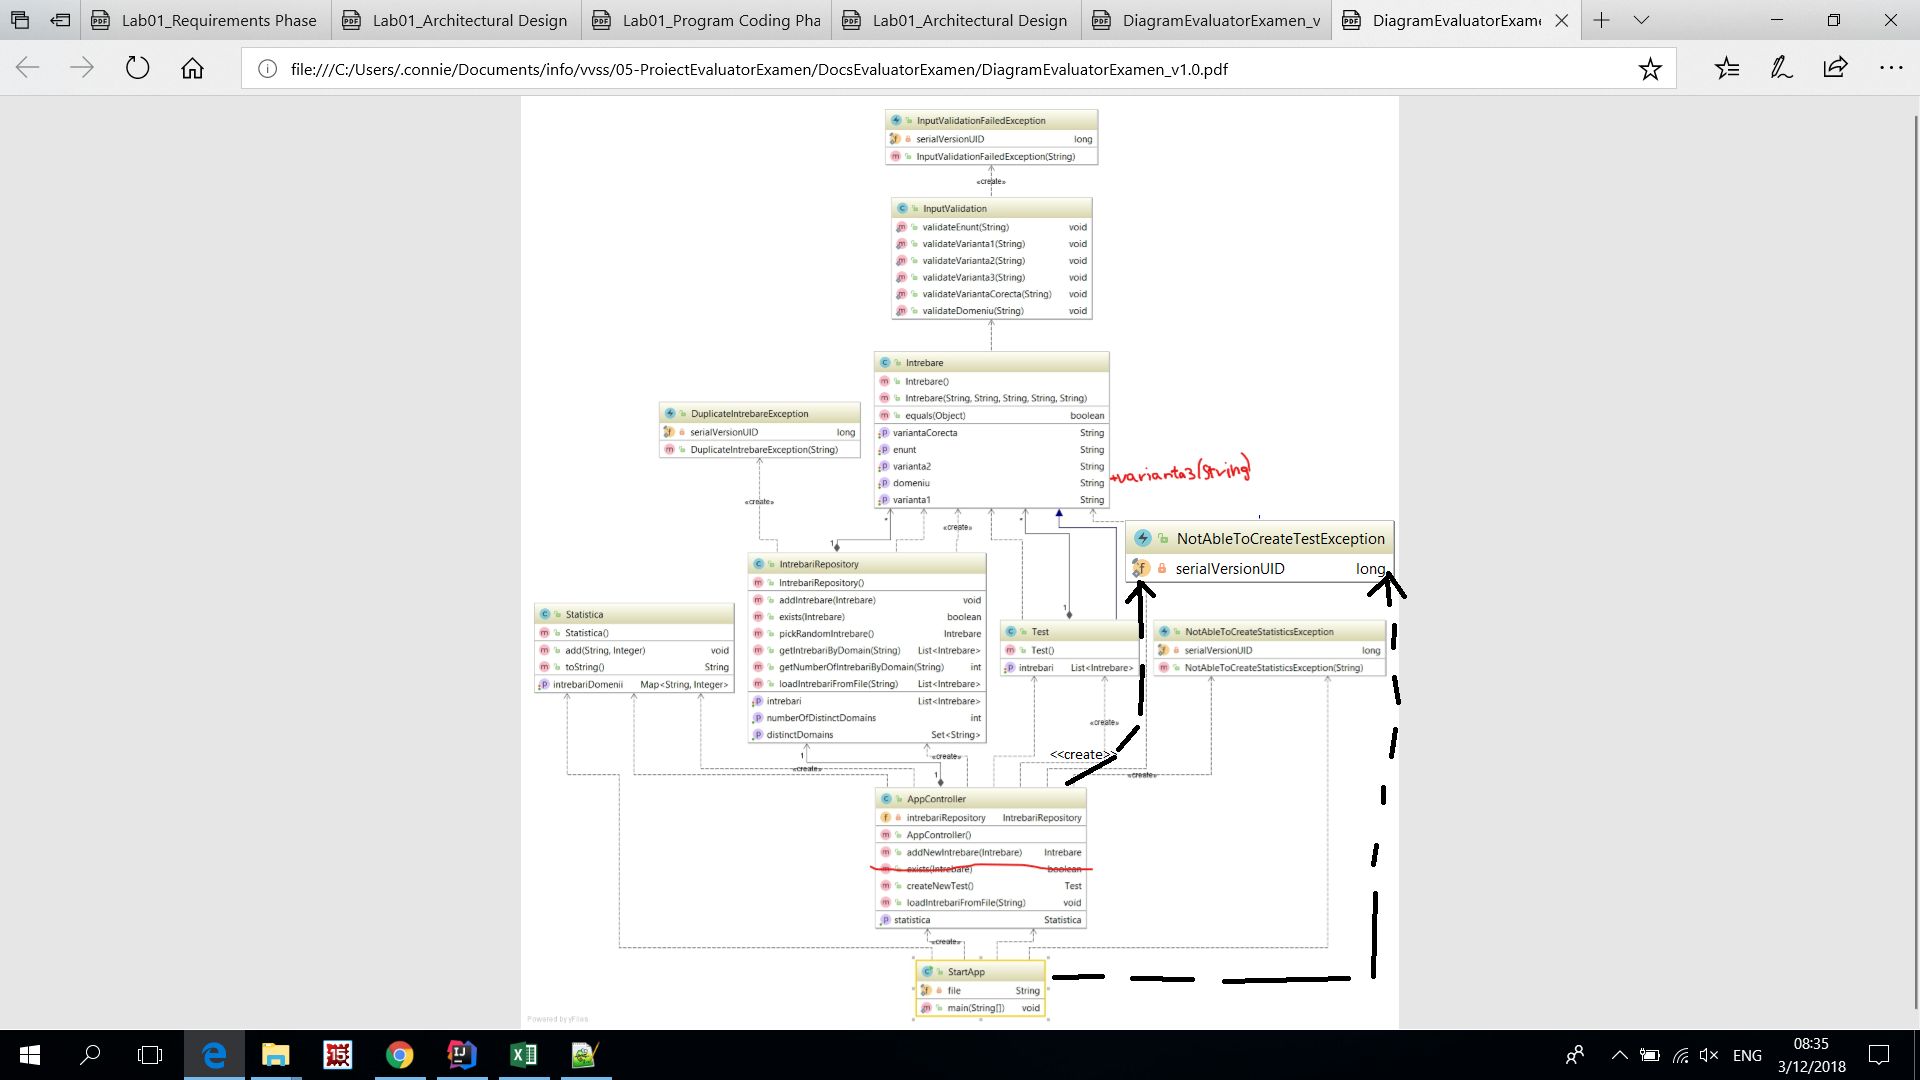 Lab01_Requirements Phase
Lab01_Architectural Design
Lab01_Program Coding Pha
Lab01_Architectural Design
DiagramEvaluatorExamen_v
DiagramEvaluatorExame
file:///C:/Users/.connie/Documents/info/vvss/05-ProiectEvaluatorExamen/DocsEvaluatorExamen/DiagramEvaluatorExamen_v1.0.pdf
InputValidationFailedException
serialVersionUID long
InputValidationFailedException(String)
«create»
InputValidation
validateEnunt(String) void
validateVarianta1(String) void
validateVarianta2(String) void
validateVarianta3(String) void
validateVariantaCorecta(String) void
validateDomeniu(String) void
Intrebare
Intrebare()
Intrebare(String, String, String, String, String)
equals(Object) boolean
variantaCorecta String
enunt String
varianta2 String
domeniu String
varianta1 String
+varianta3(String)
DuplicateIntrebareException
serialVersionUID long
DuplicateIntrebareException(String)
«create»
* «create» *
NotAbleToCreateTestException
serialVersionUID long
1
IntrebariRepository
IntrebariRepository()
addIntrebare(Intrebare) void
exists(Intrebare) boolean
pickRandomIntrebare() Intrebare
getIntrebariByDomain(String) List<Intrebare>
getNumberOfIntrebariByDomain(String) int
loadIntrebariFromFile(String) List<Intrebare>
intrebari List<Intrebare>
numberOfDistinctDomains int
distinctDomains Set<String>
Statistica
Statistica()
add(String, Integer) void
toString() String
intrebariDomenii Map<String, Integer>
1
Test
Test()
intrebari List<Intrebare>
NotAbleToCreateStatisticsException
serialVersionUID long
NotAbleToCreateStatisticsException(String)
«create»
<<create>>
1 «create»
«create» 1 «create»
AppController
intrebariRepository IntrebariRepository
AppController()
addNewIntrebare(Intrebare) Intrebare
exists(Intrebare) boolean
createNewTest() Test
loadIntrebariFromFile(String) void
statistica Statistica
«create»
StartApp
file String
main(String[]) void
Powered by yFiles
15
ENG
08:35
3/12/2018